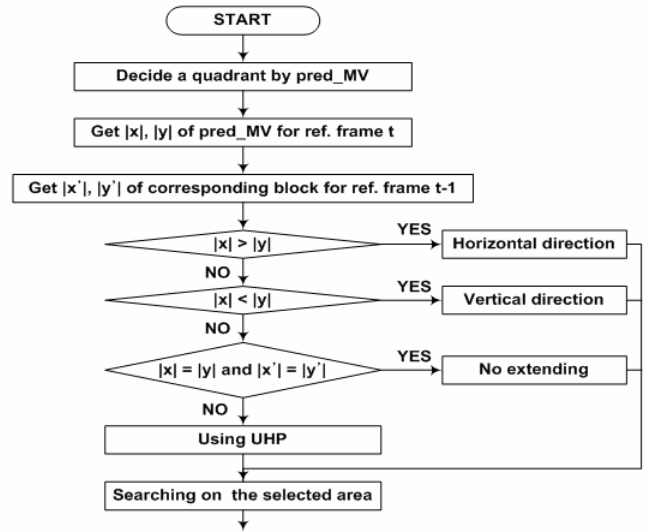 START
Decide a quadrant by pred_MV
Get |x|, |y| of pred_MV for ref. frame t
Get |x'|, |y'| of corresponding block for ref. frame t-1
|x| > |y|
YES
Horizontal direction
NO
|x| < |y|
YES
Vertical direction
NO
|x| = |y| and |x'| = |y'|
YES
No extending
NO
Using UHP
Searching on the selected area